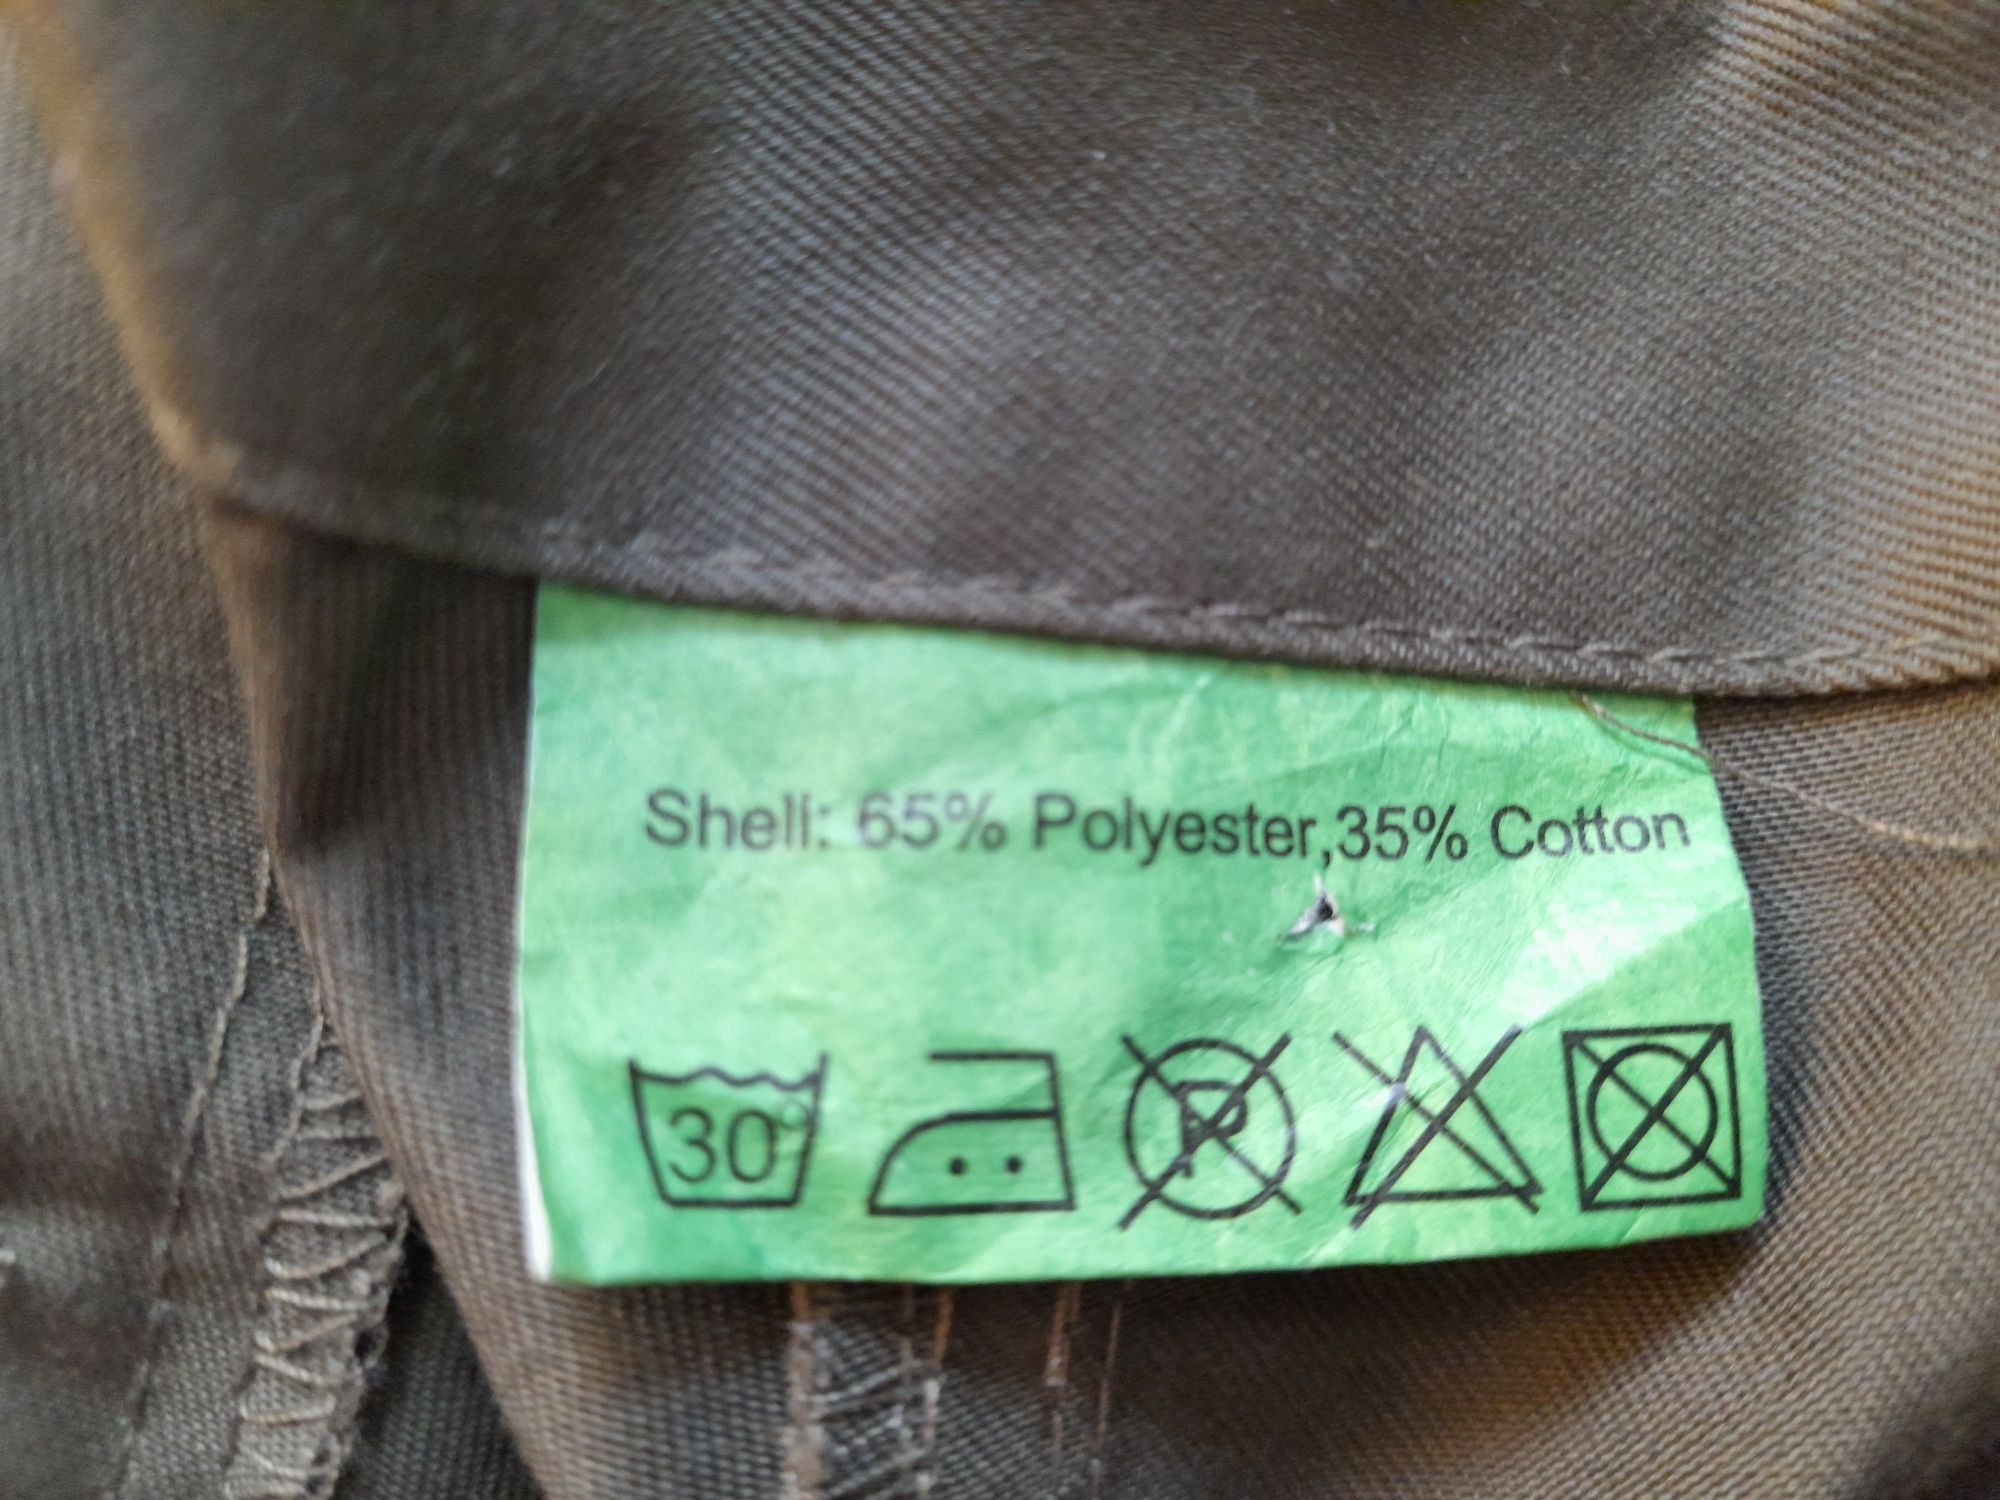 Shell: 65% Polyester,35% Cotton
30° P